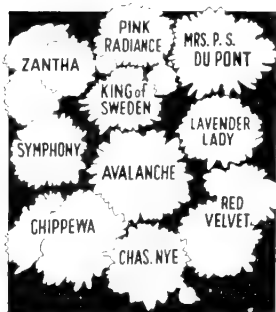 PINK
RADIANCE
MRS. P. S.
DU PONT
ZANTHA
KING of
SWEDEN
LAVENDER
LADY
SYMPHONY
AVALANCHE
RED
VELVET.
CHIPPEWA
CHAS. NYE